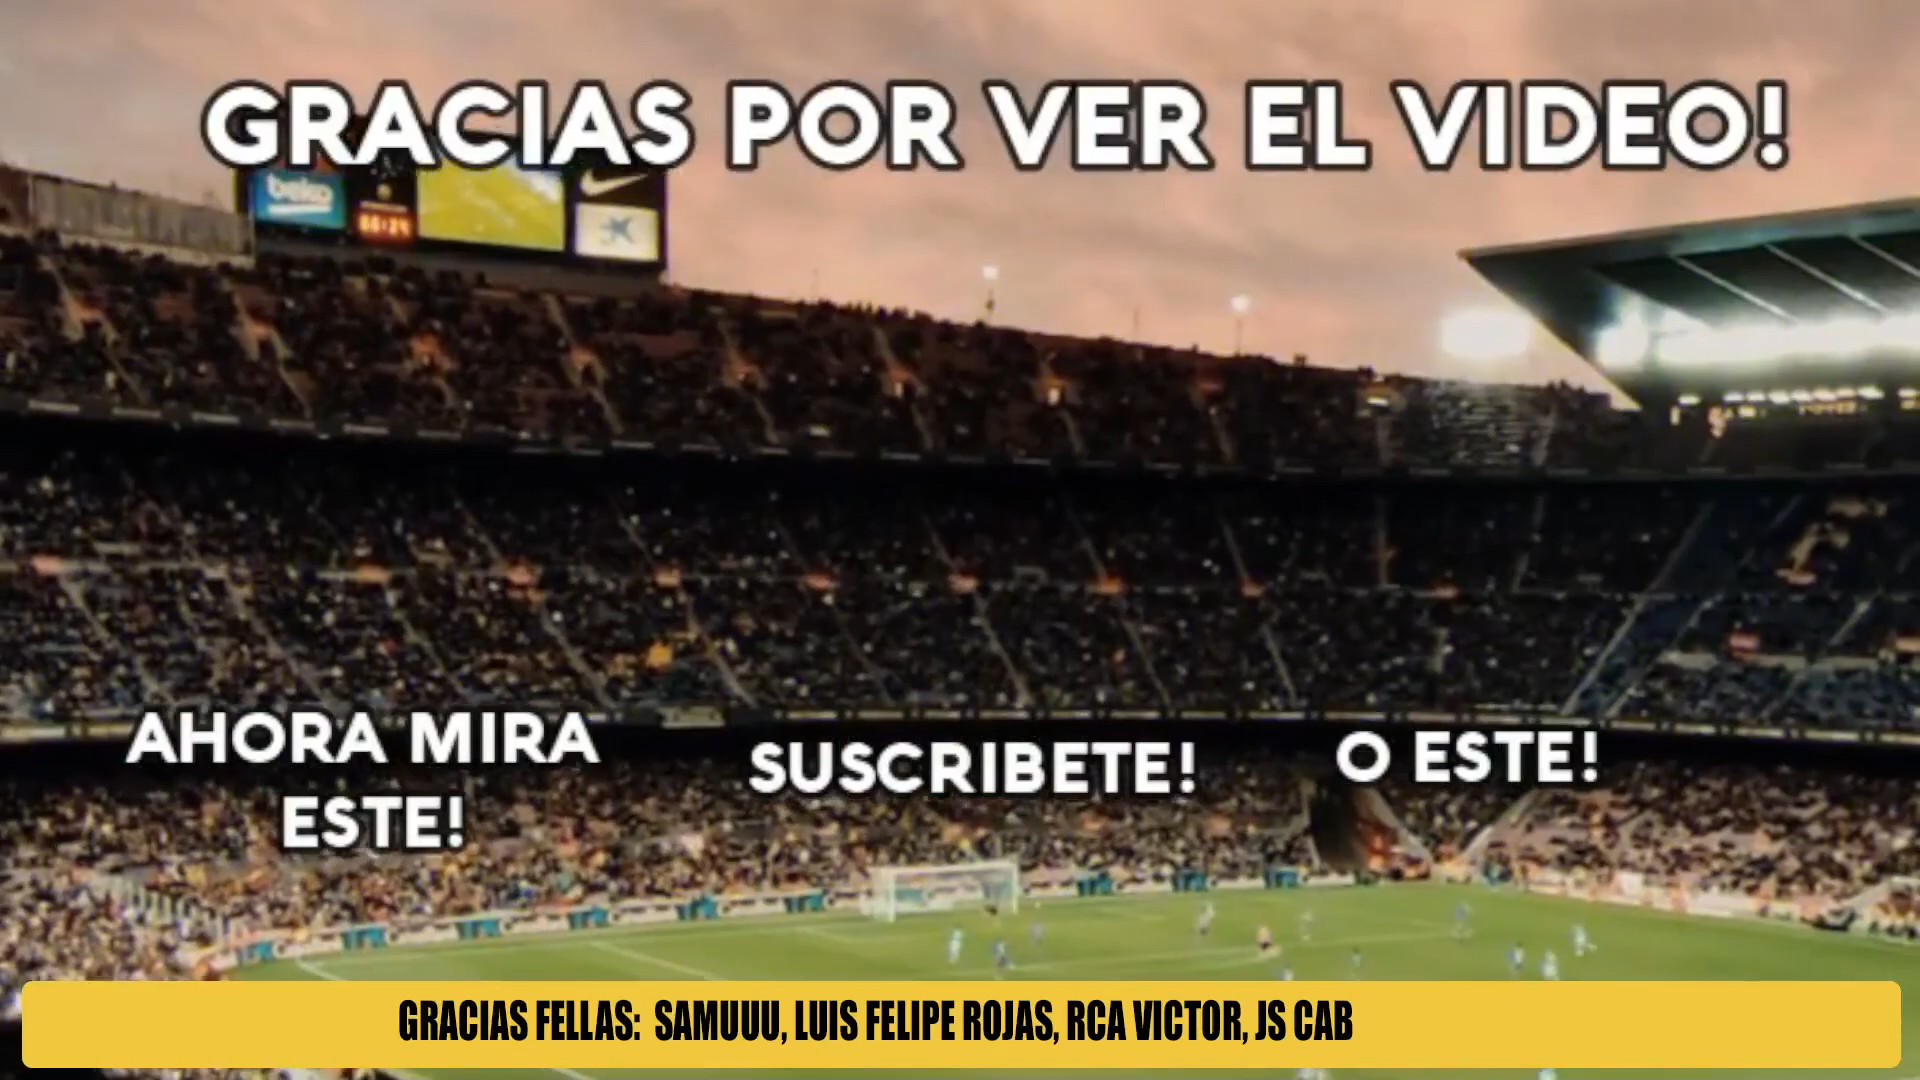 GRACIAS POR VER EL VIDEO!
beko
AHORA MIRA
ESTE!
SUSCRIBETE!
O ESTE!
GRACIAS FELLAS: SAMUUU, LUIS FELIPE ROJAS, RCA VICTOR, JS CAB